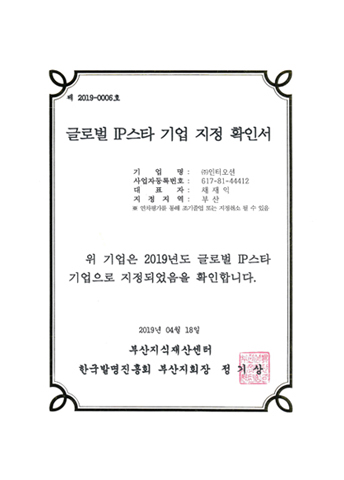 제 2019-0006호
글로벌 IP스타 기업 지정 확인서
기 업 명 : ㈜인터오션
사업자등록번호 : 617-81-44412
대 표 자 : 채재익
지 정 지 역 : 부산
※ 연차평가를 통해 조기졸업 또는 지정취소 될 수 있음
위 기업은 2019년도 글로벌 IP스타
기업으로 지정되었음을 확인합니다.
2019년 04월 18일
부산지식재산센터
한국발명진흥회 부산지회장 정 기 상